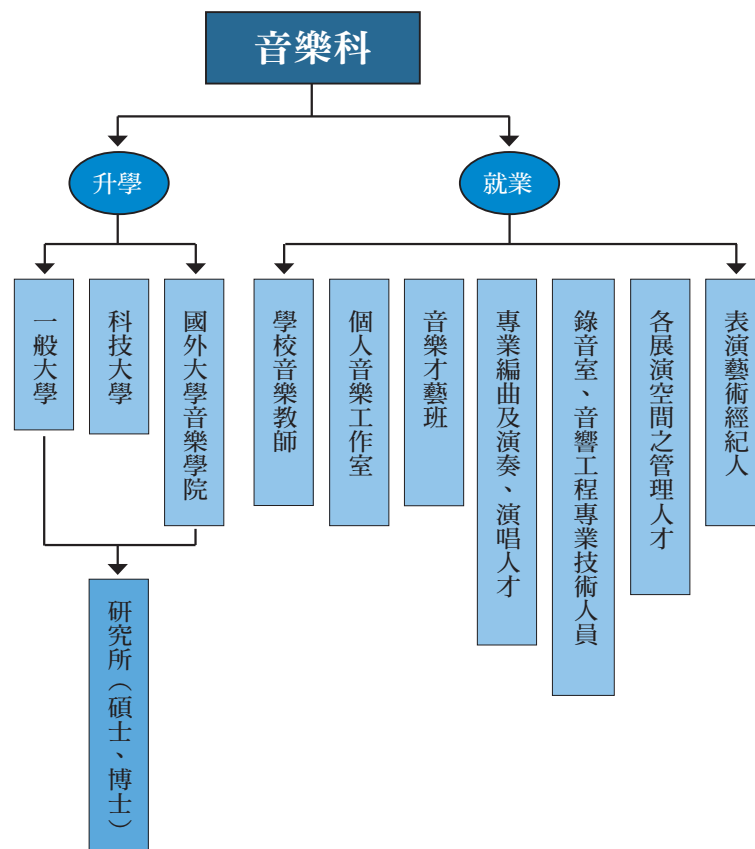 音樂科
升學
就業
一般大學
科技大學
國外大學音樂學院
學校音樂教師
個人音樂工作室
音樂才藝班
專業編曲及演奏、演唱人才
錄音室、音響工程專業技術人員
各展演空間之管理人才
表演藝術經紀人
研究所（碩士、博士）